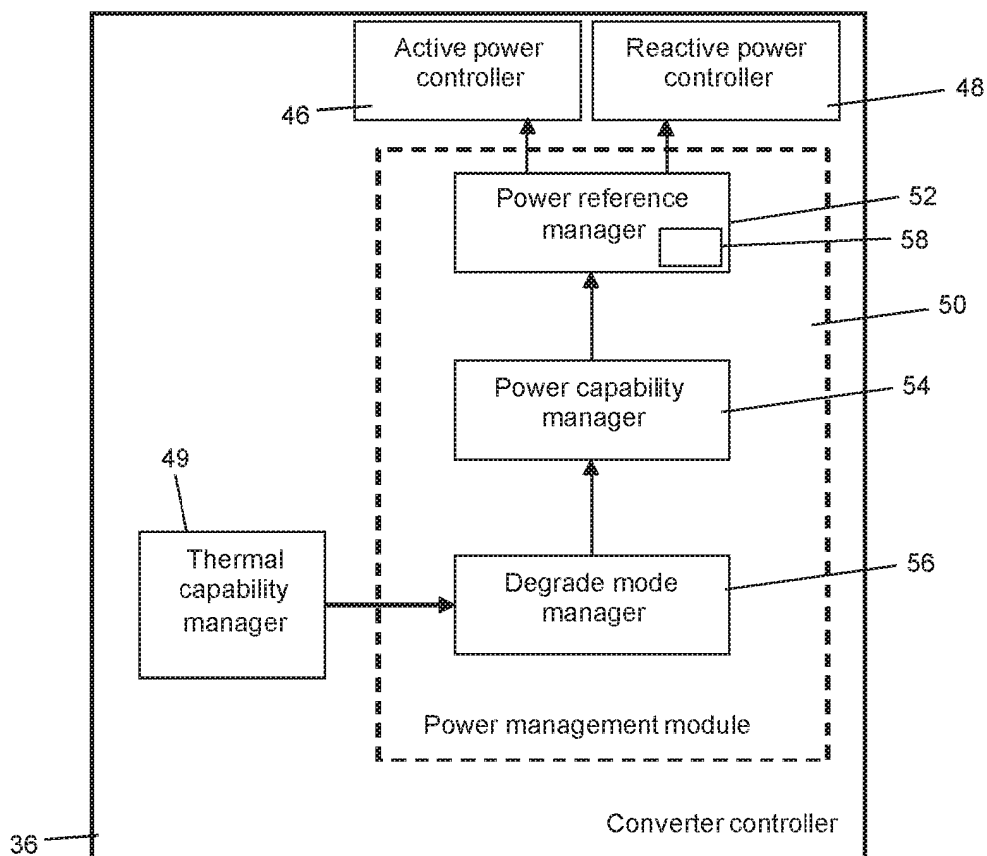 Active power
controller
Reactive power
controller
46
48
Power reference
manager
52
58
50
Power capability
manager
54
49
Thermal
capability
manager
Degrade mode
manager
56
Power management module
36
Converter controller